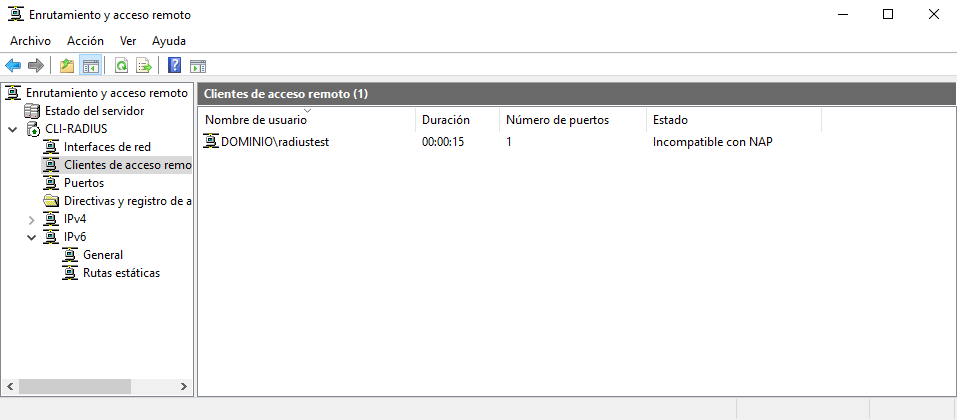 Enrutamiento y acceso remoto
Archivo Acción Ver Ayuda
Enrutamiento y acceso remoto
Estado del servidor
CLI-RADIUS
Interfaces de red
Clientes de acceso remo
Puertos
Directivas y registro de a
IPv4
IPv6
General
Rutas estáticas
Clientes de acceso remoto (1)
Nombre de usuario Duración Número de puertos Estado
DOMINIO\radiustest 00:00:15 1 Incompatible con NAP